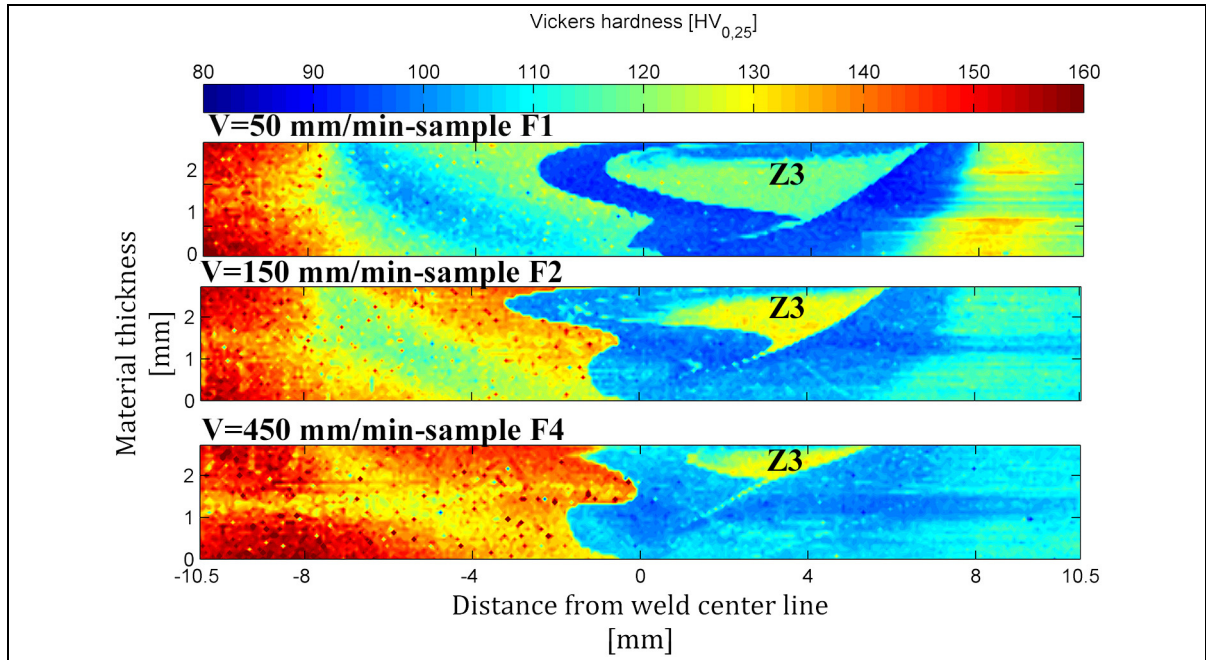 Vickers hardness [HV0,25]
80 90 100 110 120 130 140 150 160
V=50 mm/min-sample F1
Z3
2
1
0
V=150 mm/min-sample F2
Z3
2
1
0
V=450 mm/min-sample F4
Z3
2
1
0
Material thickness
[mm]
-10.5 -8 -4 0 4 8 10.5
Distance from weld center line
[mm]